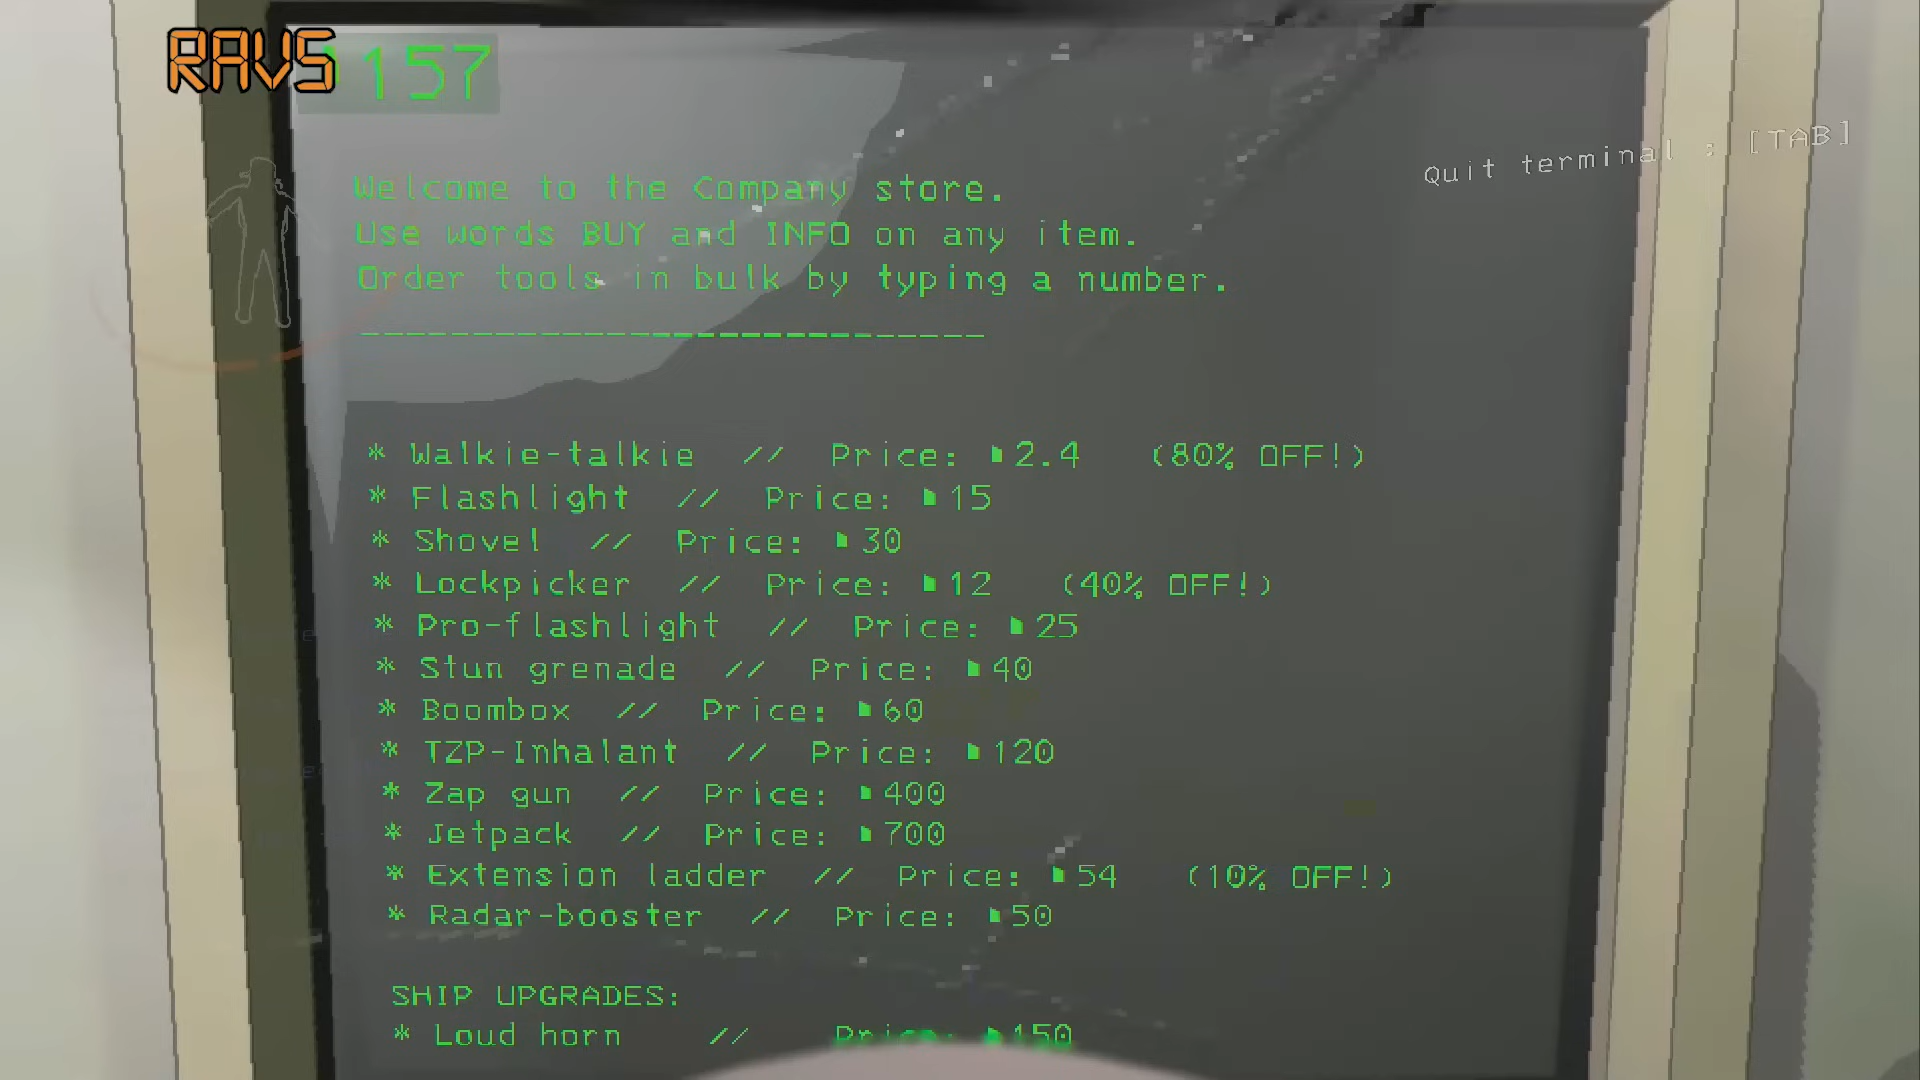 RAVS
157
Quit terminal : [TAB]
Welcome to the Company store.
Use words BUY and INFO on any item.
Order tools in bulk by typing a number.
-----------------------------
* Walkie-talkie // Price: 2.4 (80% OFF!)
* Flashlight // Price: 15
* Shovel // Price: 30
* Lockpicker // Price: 12 (40% OFF!)
* Pro-flashlight // Price: 25
* Stun grenade // Price: 40
* Boombox // Price: 60
* TZP-Inhalant // Price: 120
* Zap gun // Price: 400
* Jetpack // Price: 700
* Extension ladder // Price: 54 (10% OFF!)
* Radar-booster // Price: 50
SHIP UPGRADES:
* Loud horn // Price: 150